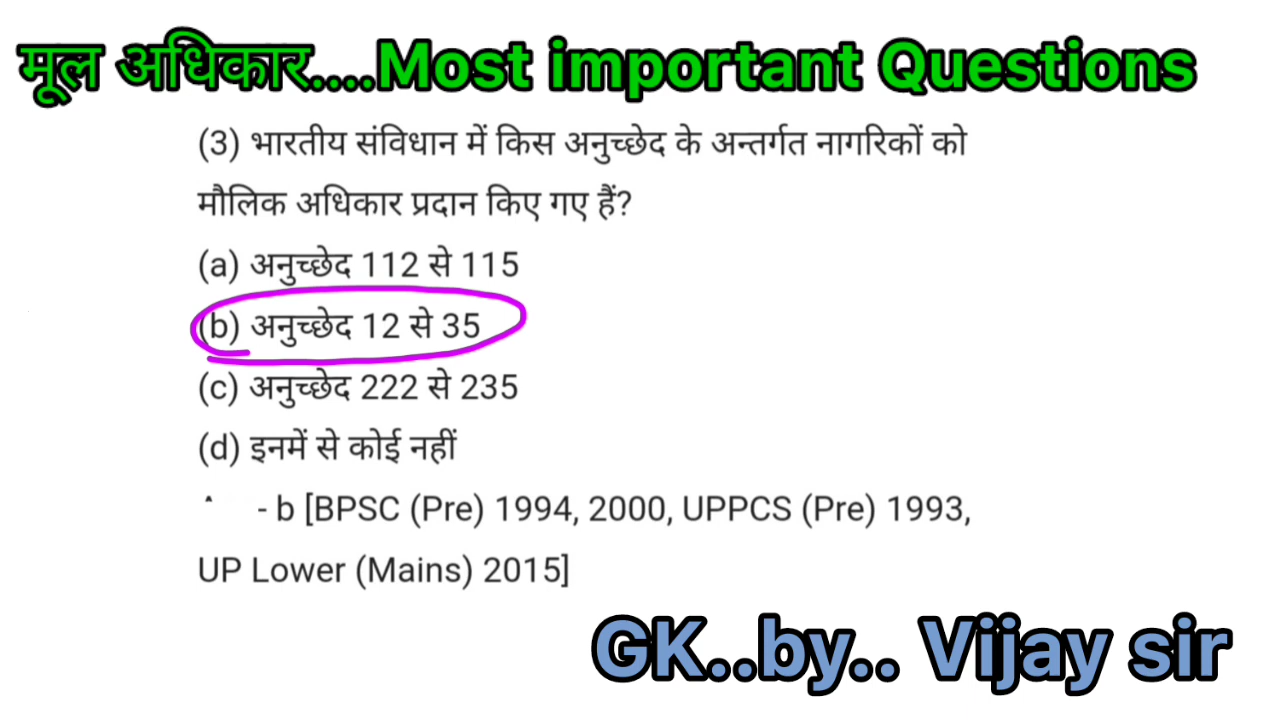 मूल अधिकार....Most important Questions
(3) भारतीय संविधान में किस अनुच्छेद के अन्तर्गत नागरिकों को
मौलिक अधिकार प्रदान किए गए हैं?
(a) अनुच्छेद 112 से 115
(b) अनुच्छेद 12 से 35
(c) अनुच्छेद 222 से 235
(d) इनमें से कोई नहीं
- b [BPSC (Pre) 1994, 2000, UPPCS (Pre) 1993,
UP Lower (Mains) 2015]
GK..by.. Vijay sir